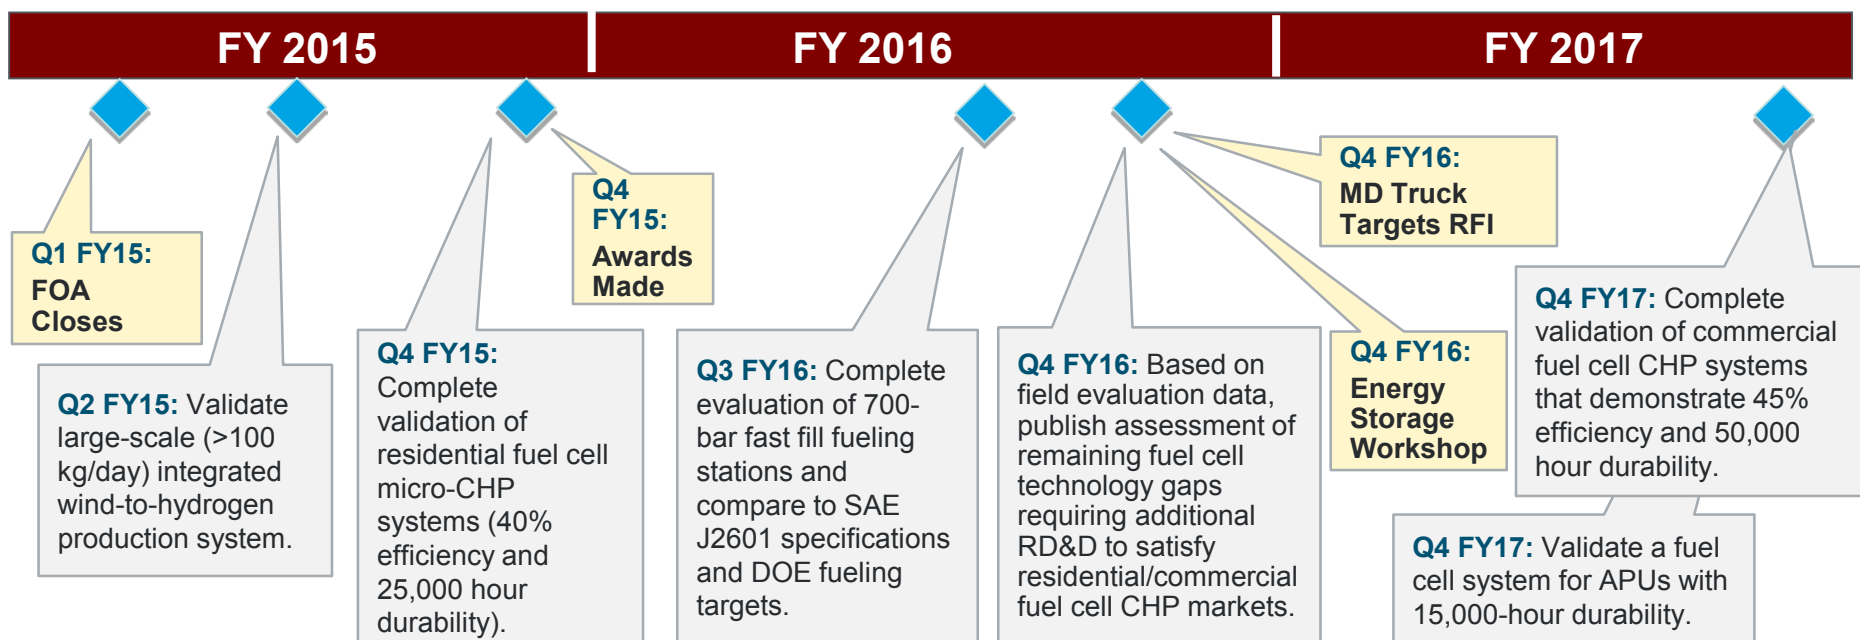 FY 2015
FY 2016
FY 2017
Q1 FY15:
FOA
Closes
Q2 FY15: Validate
large-scale (>100
kg/day) integrated
wind-to-hydrogen
production system.
Q4 FY15:
Complete
validation of
residential fuel cell
micro-CHP
systems (40%
efficiency and
25,000 hour
durability).
Q4
FY15:
Awards
Made
Q3 FY16: Complete
evaluation of 700-
bar fast fill fueling
stations and
compare to SAE
J2601 specifications
and DOE fueling
targets.
Q4 FY16: Based on
field evaluation data,
publish assessment of
remaining fuel cell
technology gaps
requiring additional
RD&D to satisfy
residential/commercial
fuel cell CHP markets.
Q4 FY16:
MD Truck
Targets RFI
Q4 FY16:
Energy
Storage
Workshop
Q4 FY17: Complete
validation of commercial
fuel cell CHP systems
that demonstrate 45%
efficiency and 50,000
hour durability.
Q4 FY17: Validate a fuel
cell system for APUs with
15,000-hour durability.